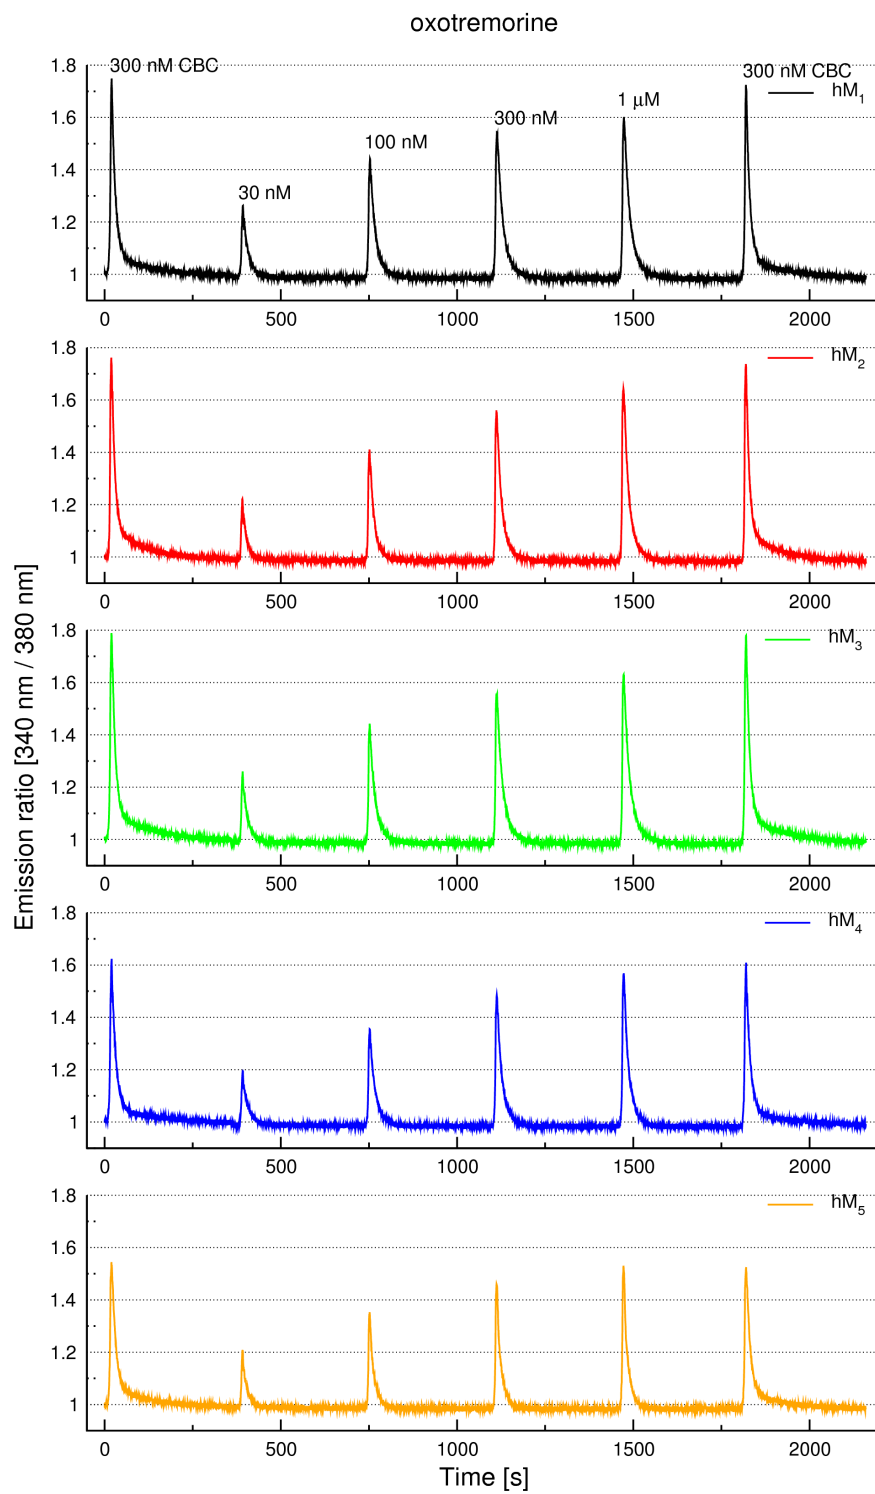 oxotremorine
Emission ratio [340 nm / 380 nm]
1.8
1.6
1.4
1.2
1
300 nM CBC
30 nM
100 nM
300 nM
1 μM
300 nM CBC
hM1
0 500 1000 1500 2000
1.8
1.6
1.4
1.2
1
hM2
0 500 1000 1500 2000
1.8
1.6
1.4
1.2
1
hM3
0 500 1000 1500 2000
1.8
1.6
1.4
1.2
1
hM4
0 500 1000 1500 2000
1.8
1.6
1.4
1.2
1
hM5
0 500 1000 1500 2000
Time [s]